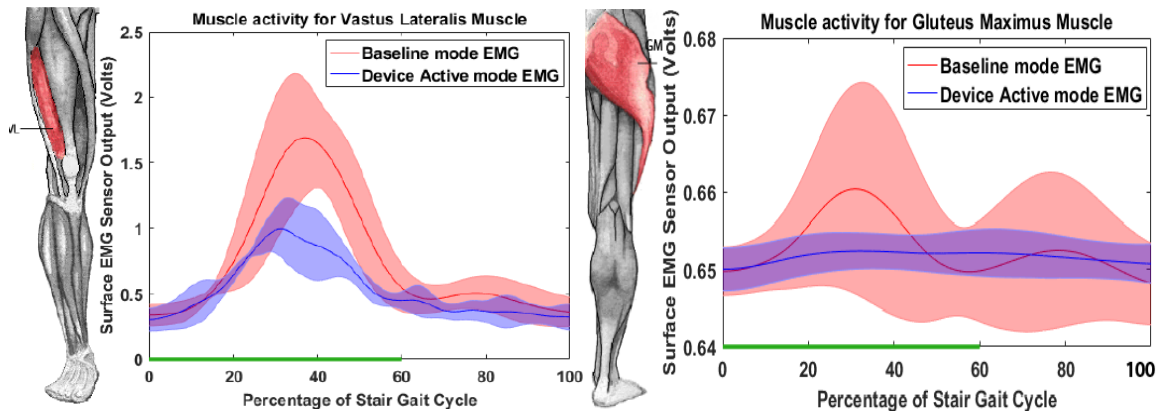 Muscle activity for Vastus Lateralis Muscle
Baseline mode EMG
Device Active mode EMG
Surface EMG Sensor Output (Volts)
2.5
2
1.5
1
0.5
0
0 20 40 60 80 100
Percentage of Stair Gait Cycle
VL
Muscle activity for Gluteus Maximus Muscle
Baseline mode EMG
Device Active mode EMG
GM
Surface EMG Sensor Output (Volts)
0.68
0.67
0.66
0.65
0.64
0 20 40 60 80 100
Percentage of Stair Gait Cycle